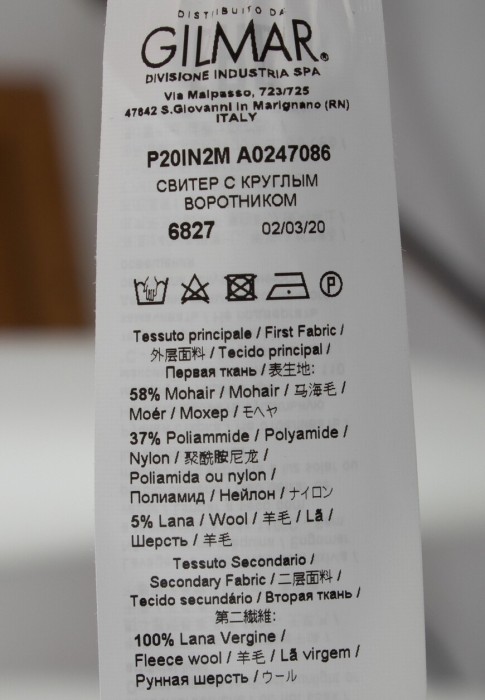 DISTRIBUITO DA
GILMAR®
DIVISIONE INDUSTRIA SPA
Via Malpasso, 723/725
47842 S.Giovanni in Marignano (RN)
ITALY
P20IN2M A0247086
СВИТЕР С КРУГЛЫМ
ВОРОТНИКОМ
6827 02/03/20
P
Tessuto principale / First Fabric /
外层面料 / Tecido principal /
Первая ткань / 表生地:
58% Mohair / Mohair / 马海毛 /
Moér / Мохер / モヘヤ
37% Poliammide / Polyamide /
Nylon / 聚酰胺尼龙 /
Poliamida ou nylon /
Полиамид / Нейлон / ナイロン
5% Lana / Wool / 羊毛 / Lã /
Шерсть / 羊毛
Tessuto Secondario /
Secondary Fabric / 二层面料 /
Tecido secundário / Вторая ткань /
第二繊維:
100% Lana Vergine /
Fleece wool / 羊毛 / Lã virgem /
Рунная шерсть / ウール